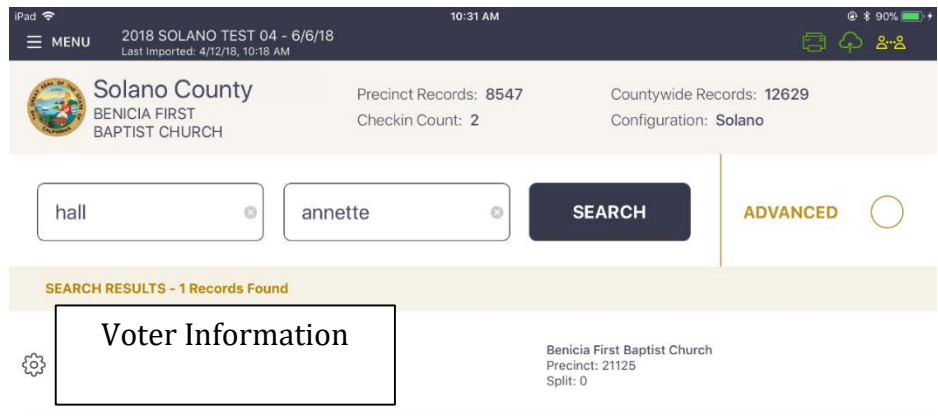 iPad 10:31 AM 90%
MENU 2018 SOLANO TEST 04 - 6/6/18
Last Imported: 4/12/18, 10:18 AM
Solano County
BENICIA FIRST
BAPTIST CHURCH
Precinct Records: 8547
Checkin Count: 2
Countywide Records: 12629
Configuration: Solano
hall annette SEARCH ADVANCED
SEARCH RESULTS - 1 Records Found
Voter Information
Benicia First Baptist Church
Precinct: 21125
Split: 0